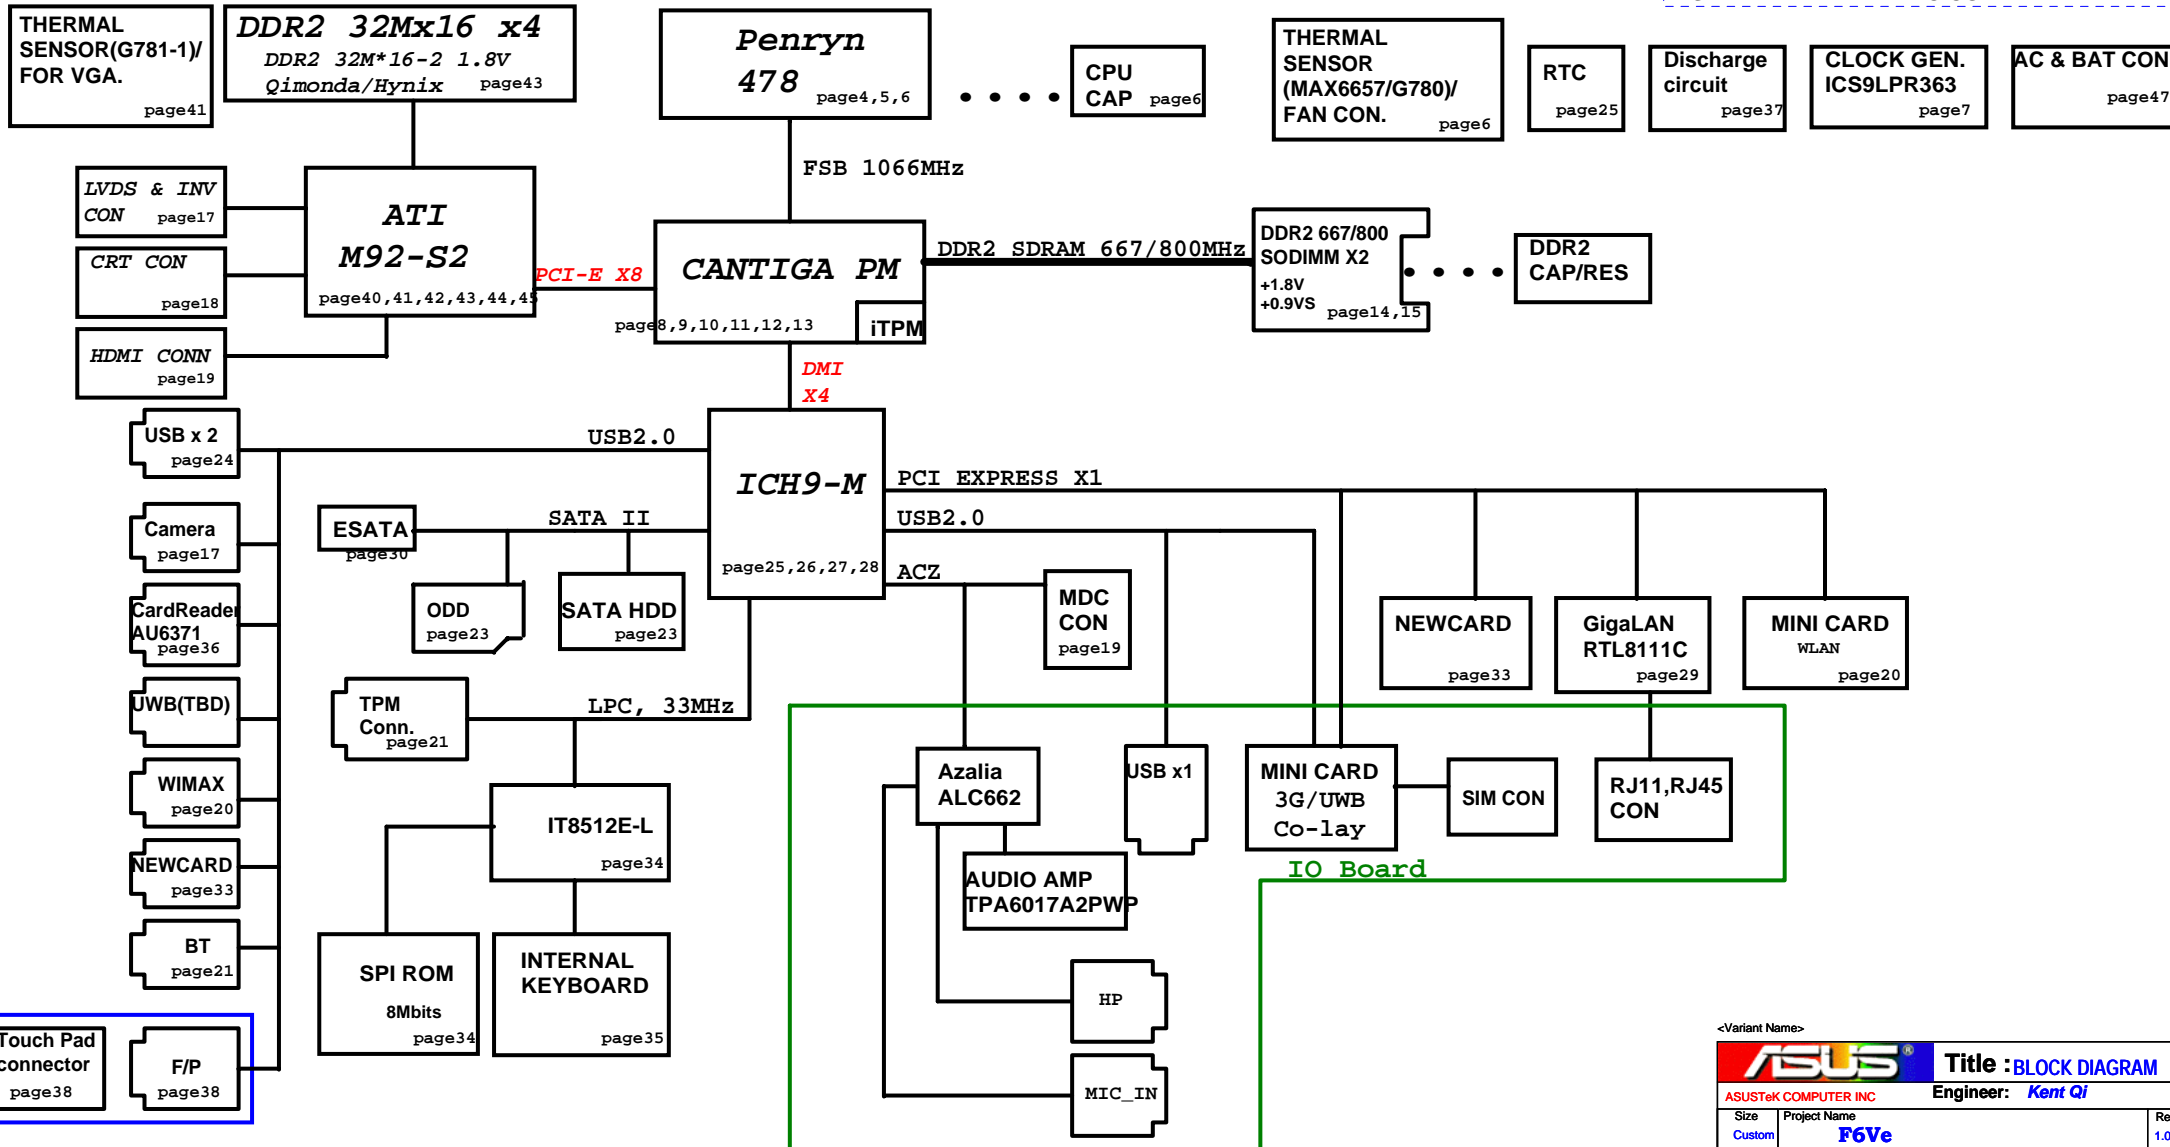 THERMAL
SENSOR(G781-1)/
FOR VGA.
page41
DDR2 32Mx16 x4
DDR2 32M*16-2 1.8V
Qimonda/Hynix page43
Penryn
478 page4,5,6
CPU
CAP page6
THERMAL
SENSOR
(MAX6657/G780)/
FAN CON.
page6
RTC
page25
Discharge
circuit
page37
CLOCK GEN.
ICS9LPR363
page7
AC & BAT CON
page47
FSB 1066MHz
LVDS & INV
CON page17
CRT CON
page18
HDMI CONN
page19
ATI
M92-S2
page40,41,42,43,44,45
PCI-E X8
CANTIGA PM
page8,9,10,11,12,13
iTPM
DDR2 SDRAM 667/800MHz
DDR2 667/800
SODIMM X2
+1.8V
+0.9VS
page14,15
DDR2
CAP/RES
DMI
X4
USB x 2
page24
USB2.0
ICH9-M
page25,26,27,28
PCI EXPRESS X1
USB2.0
ACZ
Camera
page17
ESATA
page30
SATA II
ODD
page23
SATA HDD
page23
CardReader
AU6371
page36
MDC
CON
page19
NEWCARD
page33
GigaLAN
RTL8111C
page29
MINI CARD
WLAN
page20
UWB(TBD)
TPM
Conn.
page21
LPC, 33MHz
WIMAX
page20
IT8512E-L
page34
Azalia
ALC662
USB x1
MINI CARD
3G/UWB
Co-lay
SIM CON
RJ11,RJ45
CON
IO Board
NEWCARD
page33
AUDIO AMP
TPA6017A2PWP
BT
page21
SPI ROM
8Mbits
page34
INTERNAL
KEYBOARD
page35
HP
MIC_IN
Touch Pad
connector
page38
F/P
page38
<Variant Name>
ASUS®
Title : BLOCK DIAGRAM
ASUSTeK COMPUTER INC
Engineer: Kent Qi
Size
Project Name
Re
Custom
F6Ve
1.0